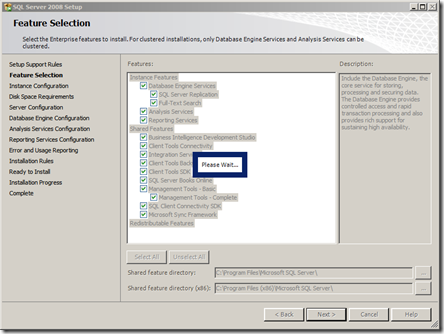 SQL Server 2008 Setup
Feature Selection
Select the Enterprise features to install. For clustered installations, only Database Engine Services and Analysis Services can be
clustered.
Setup Support Rules
Feature Selection
Instance Configuration
Disk Space Requirements
Server Configuration
Database Engine Configuration
Analysis Services Configuration
Reporting Services Configuration
Error and Usage Reporting
Installation Rules
Ready to Install
Installation Progress
Complete
Features:
Instance Features
Database Engine Services
SQL Server Replication
Full-Text Search
Analysis Services
Reporting Services
Shared Features
Business Intelligence Development Studio
Client Tools Connectivity
Integration Serv
Client Tools Back
Client Tools SDK
SQL Server Books Online
Management Tools - Basic
Management Tools - Complete
SQL Client Connectivity SDK
Microsoft Sync Framework
Redistributable Features
Please Wait...
Description:
Include the Database Engine, the
core service for storing,
processing and securing data.
The Database Engine provides
controlled access and rapid
transaction processing and also
provides rich support for
sustaining high availability.
Select All
Unselect All
Shared feature directory:
C:\Program Files\Microsoft SQL Server\
...
Shared feature directory (x86):
C:\Program Files (x86)\Microsoft SQL Server\
...
< Back
Next >
Cancel
Help